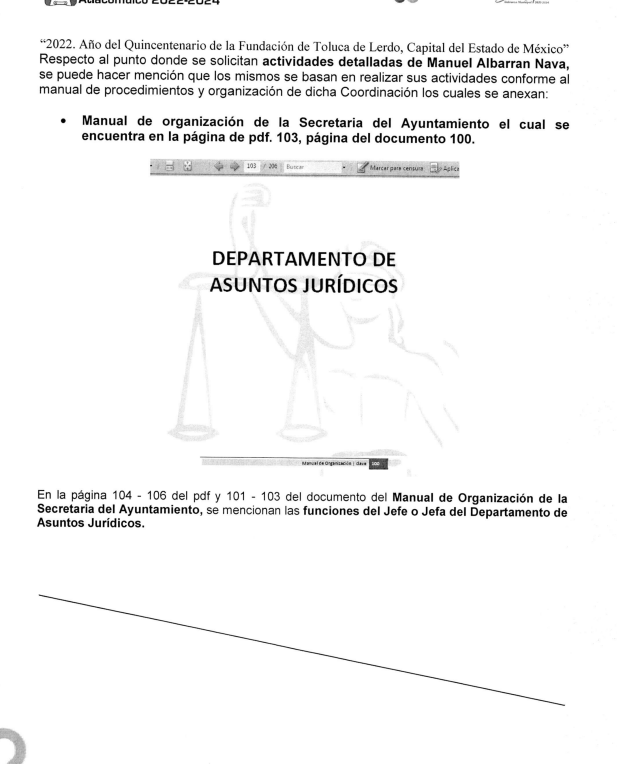 Atlacomulco 2022-2024
“2022. Año del Quincentenario de la Fundación de Toluca de Lerdo, Capital del Estado de México”
Respecto al punto donde se solicitan actividades detalladas de Manuel Albarran Nava,
se puede hacer mención que los mismos se basan en realizar sus actividades conforme al
manual de procedimientos y organización de dicha Coordinación los cuales se anexan:
• Manual de organización de la Secretaria del Ayuntamiento el cual se
encuentra en la página de pdf. 103, página del documento 100.
103 / 206 Buscar Marcar para censura Aplica
DEPARTAMENTO DE
ASUNTOS JURÍDICOS
Manual de Organización | clave 100
En la página 104 - 106 del pdf y 101 - 103 del documento del Manual de Organización de la
Secretaria del Ayuntamiento, se mencionan las funciones del Jefe o Jefa del Departamento de
Asuntos Jurídicos.